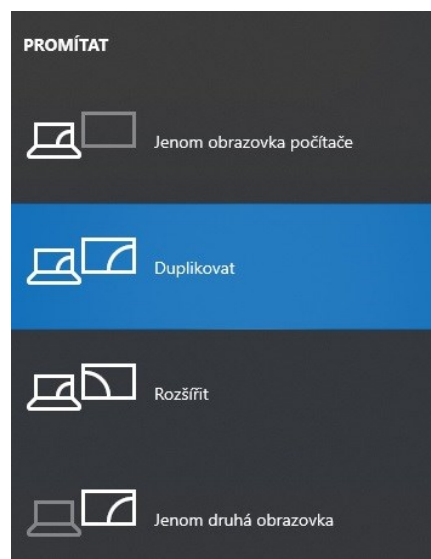 PROMÍTAT
Jenom obrazovka počítače
Duplikovat
Rozšířit
Jenom druhá obrazovka